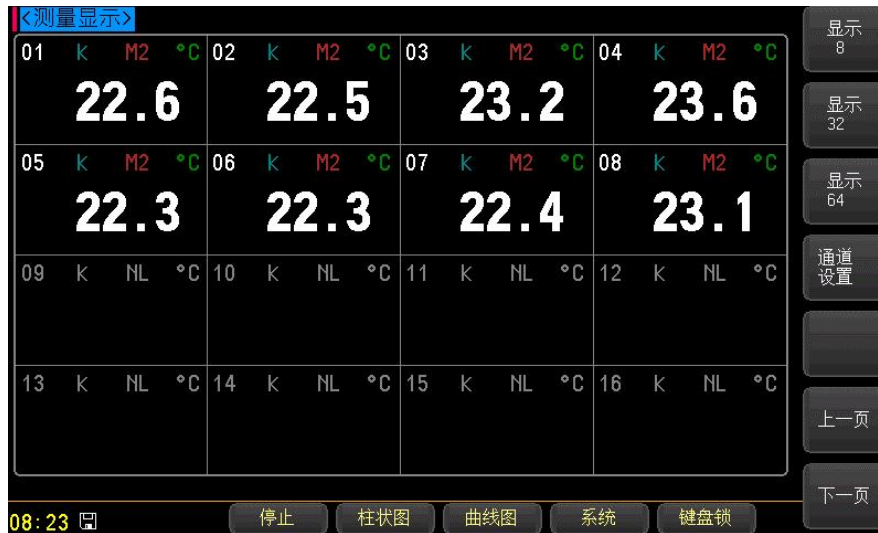 <测量显示>
01 K M2 °C 02 K M2 °C 03 K M2 °C 04 K M2 °C
22.6 22.5 23.2 23.6
05 K M2 °C 06 K M2 °C 07 K M2 °C 08 K M2 °C
22.3 22.3 22.4 23.1
09 K NL °C 10 K NL °C 11 K NL °C 12 K NL °C
13 K NL °C 14 K NL °C 15 K NL °C 16 K NL °C
显示
8
显示
32
显示
64
通道
设置
上一页
下一页
08:23 停止 柱状图 曲线图 系统 键盘锁